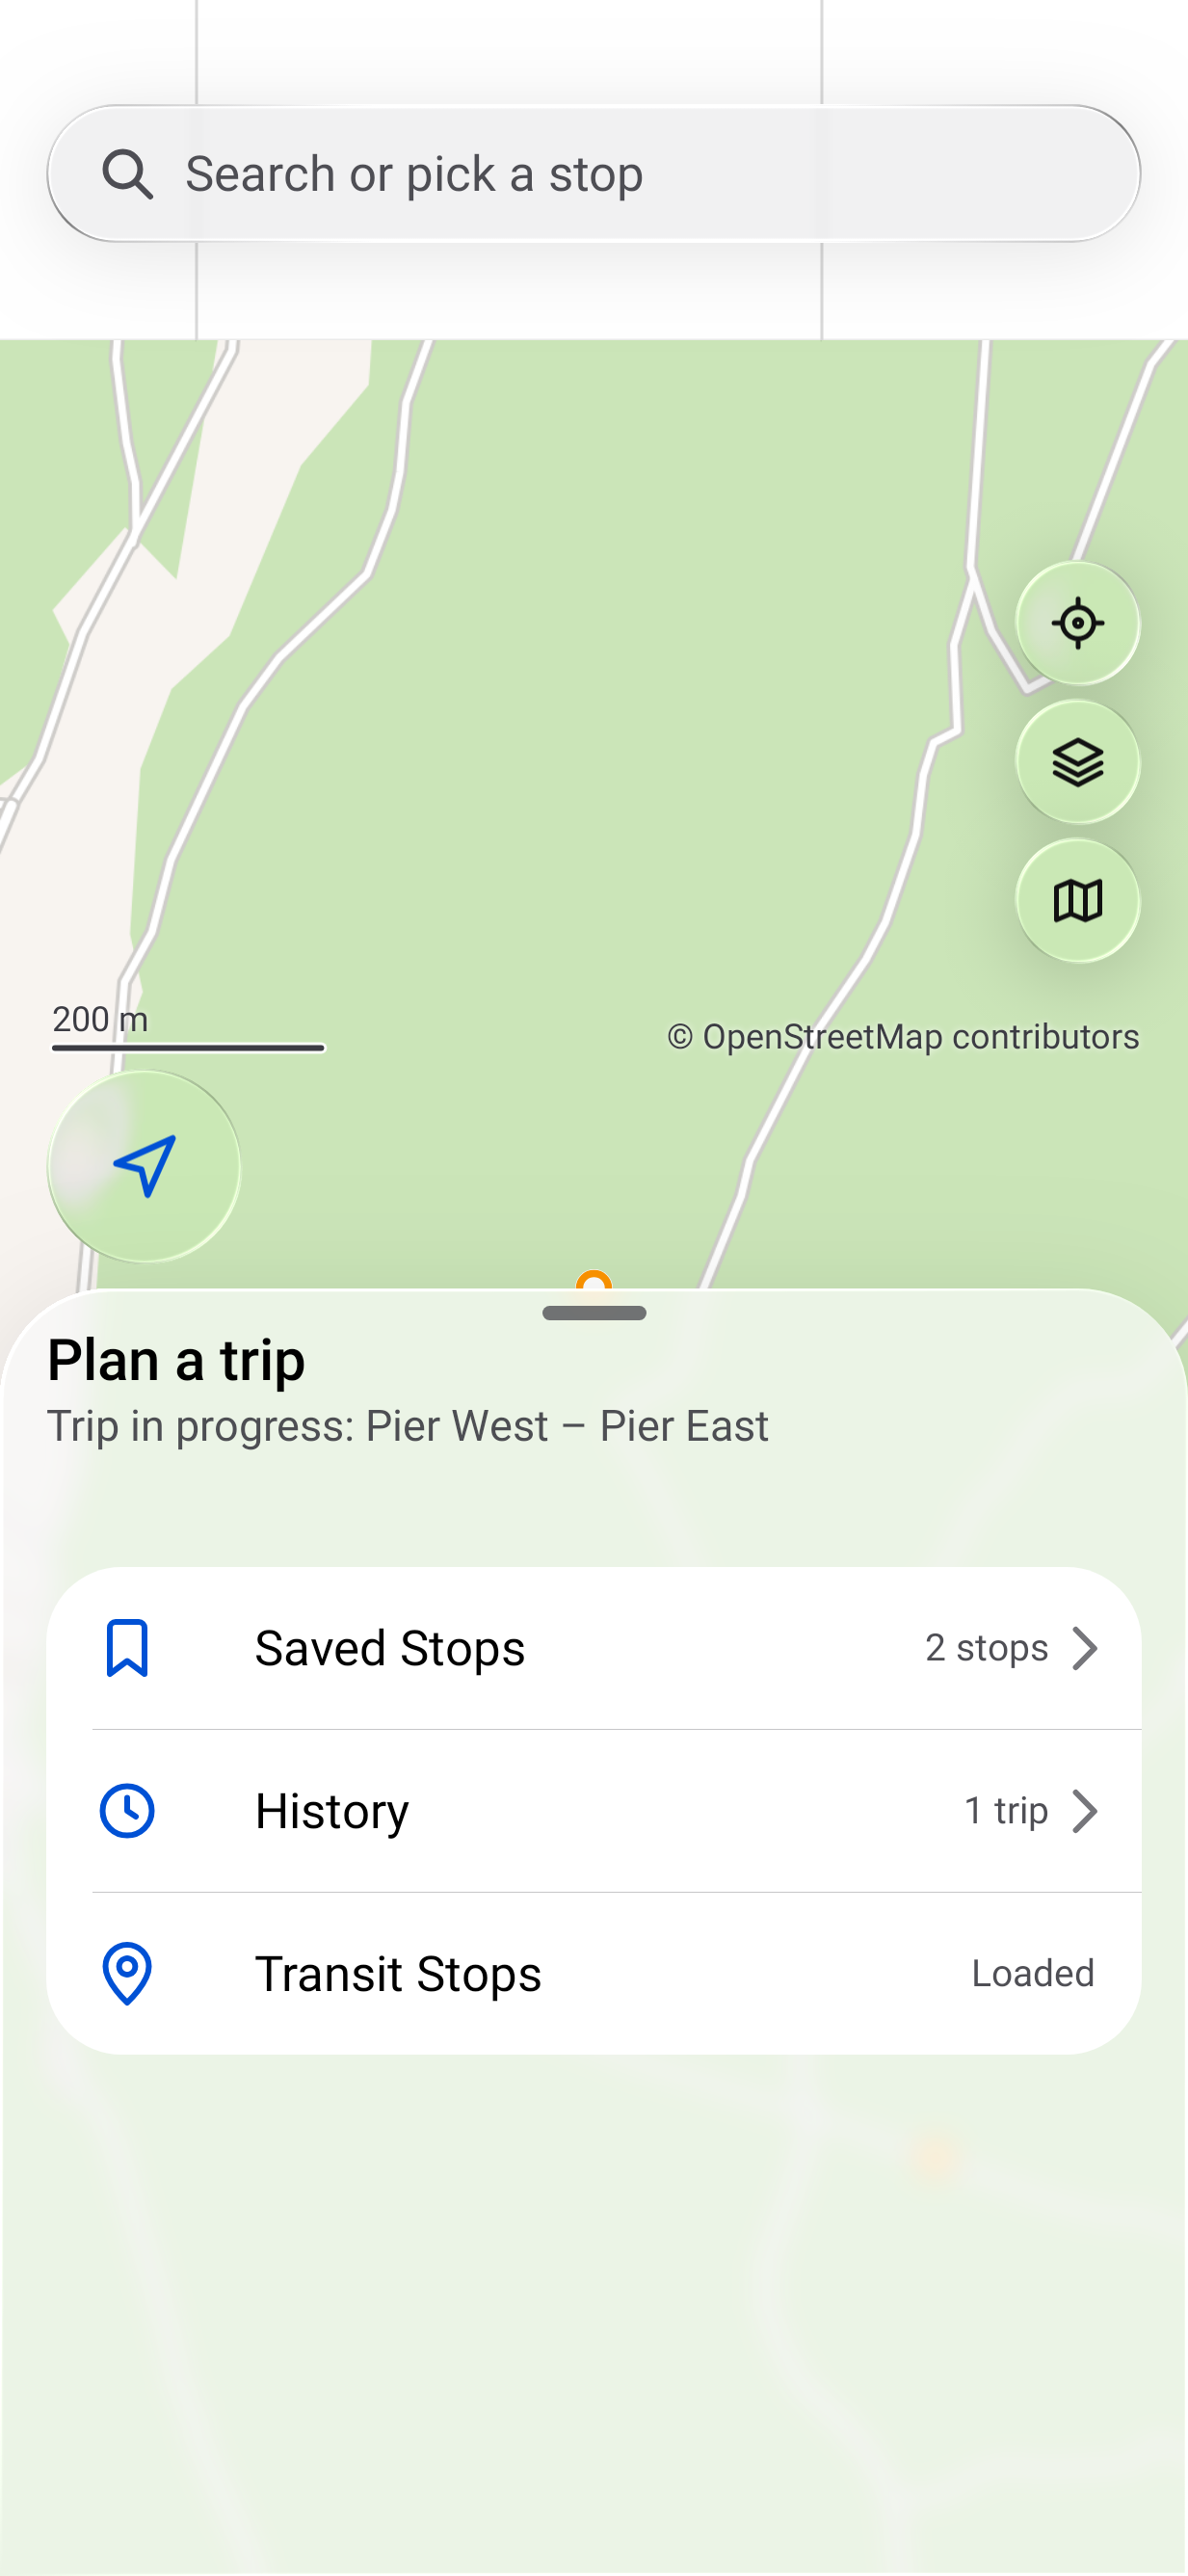 Search or pick a stop
200 m
© OpenStreetMap contributors
Plan a trip
Trip in progress: Pier West – Pier East
Saved Stops
2 stops
History
1 trip
Transit Stops
Loaded